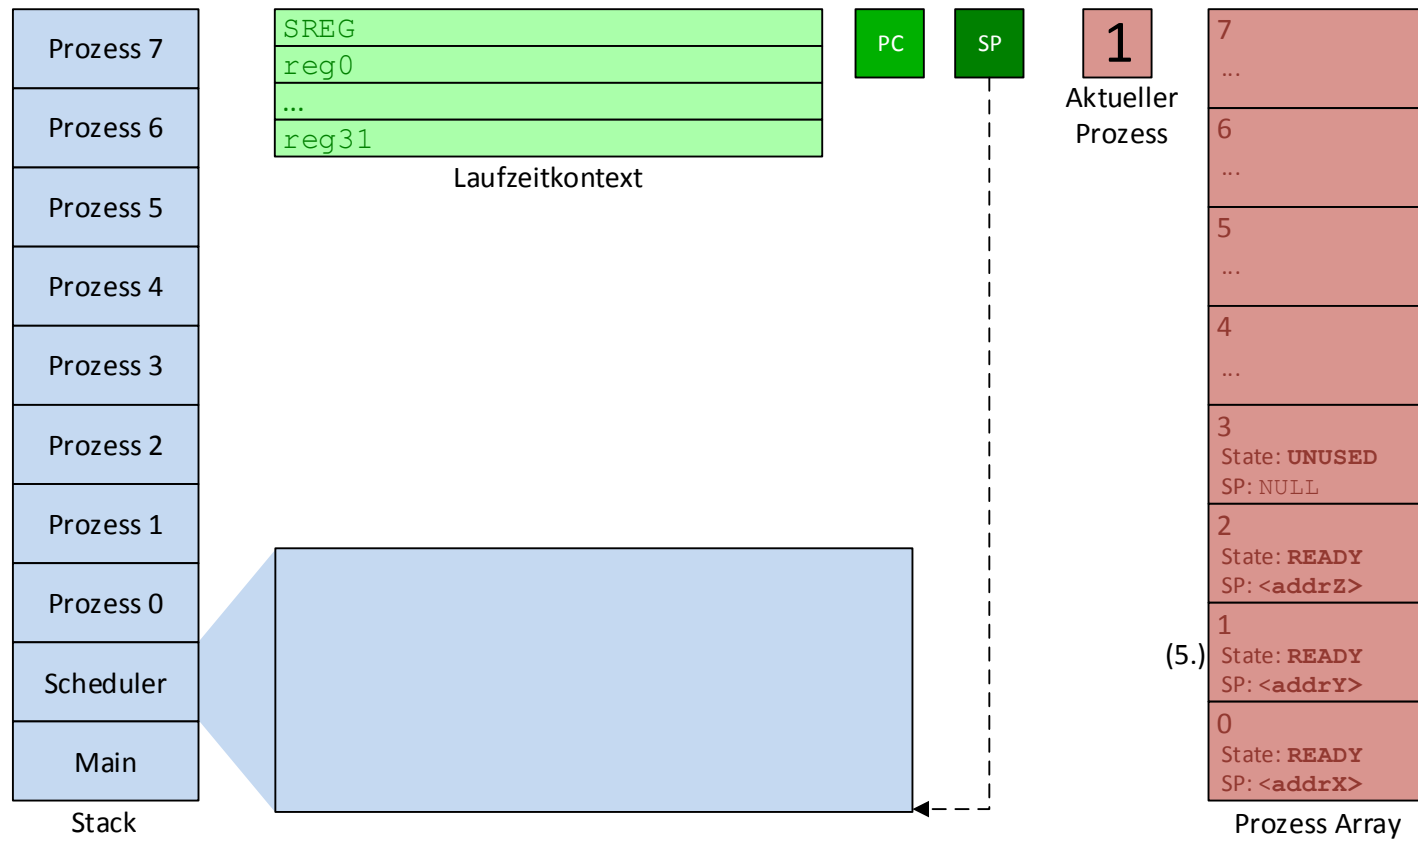 Prozess 7
Prozess 6
Prozess 5
Prozess 4
Prozess 3
Prozess 2
Prozess 1
Prozess 0
Scheduler
Main
Stack
SREG
reg0
...
reg31
Laufzeitkontext
PC
SP
1
Aktueller
Prozess
7
...
6
...
5
...
4
...
3
State: UNUSED
SP: NULL
2
State: READY
SP: <addrZ>
(5.)
1
State: READY
SP: <addrY>
0
State: READY
SP: <addrX>
Prozess Array